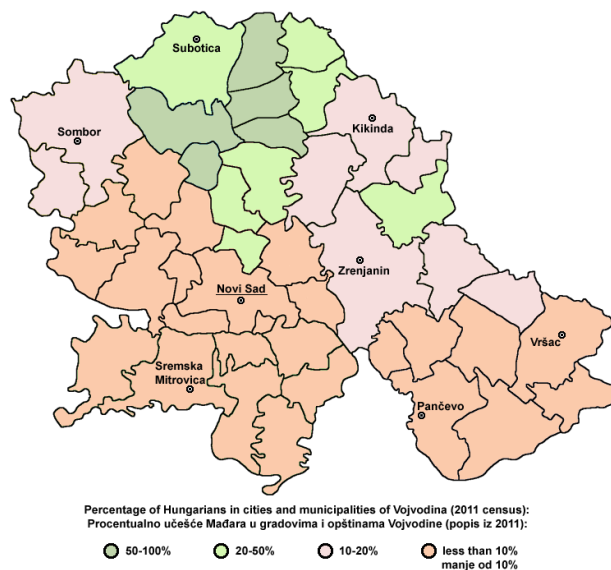 Subotica
Sombor
Kikinda
Zrenjanin
Novi Sad
Vršac
Sremska
Mitrovica
Pančevo
Percentage of Hungarians in cities and municipalities of Vojvodina (2011 census):
Procentualno učešće Mađara u gradovima i opštinama Vojvodine (popis iz 2011):
50-100% 20-50% 10-20% less than 10%
manje od 10%